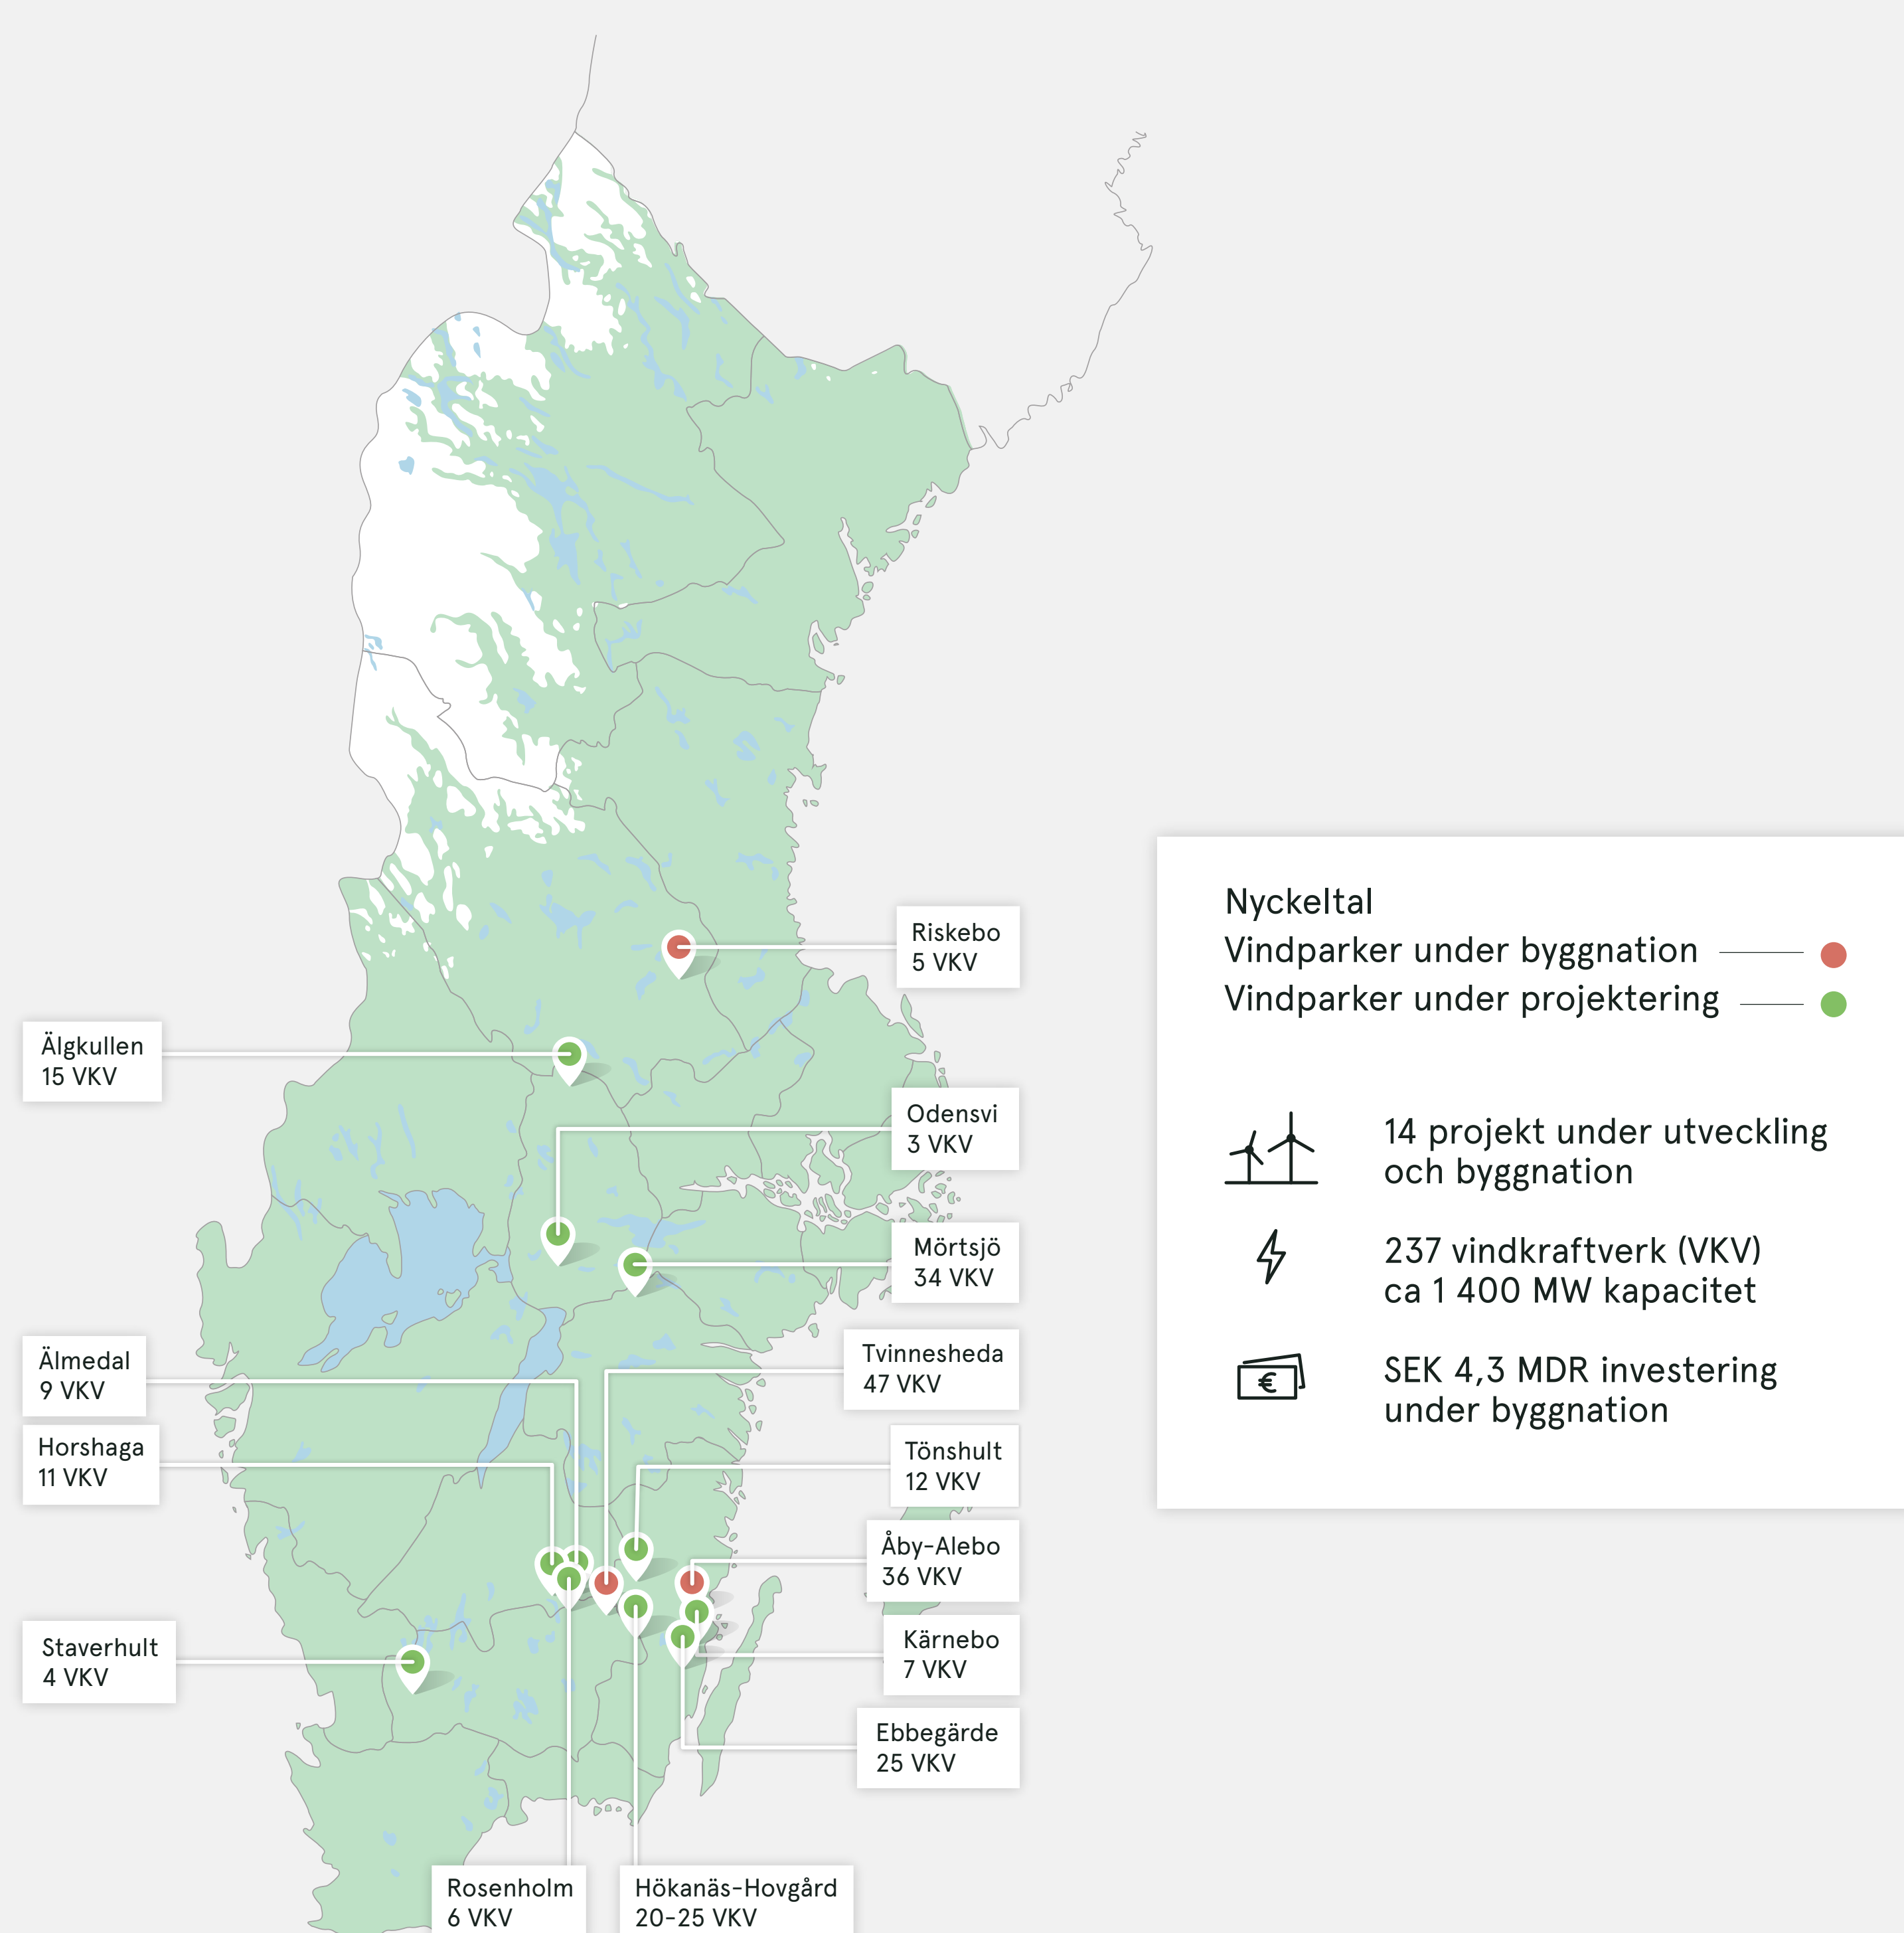 Riskebo
5 VKV
Älgkullen
15 VKV
Odensvi
3 VKV
Mörtsjö
34 VKV
Älmedal
9 VKV
Tvinnesheda
47 VKV
Horshaga
11 VKV
Tönshult
12 VKV
Åby-Alebo
36 VKV
Staverhult
4 VKV
Kärnebo
7 VKV
Ebbegärde
25 VKV
Rosenholm
6 VKV
Hökanäs-Hovgård
20-25 VKV
Nyckeltal
Vindparker under byggnation
Vindparker under projektering
14 projekt under utveckling
och byggnation
237 vindkraftverk (VKV)
ca 1 400 MW kapacitet
€
SEK 4,3 MDR investering
under byggnation